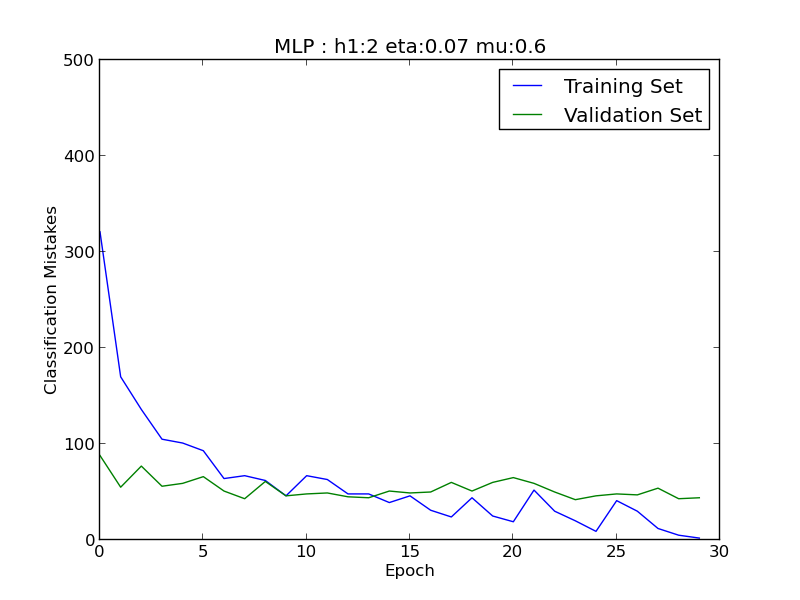 MLP : h1:2 eta:0.07 mu:0.6
500
400
300
200
100
0
Classification Mistakes
Training Set
Validation Set
0 5 10 15 20 25 30
Epoch